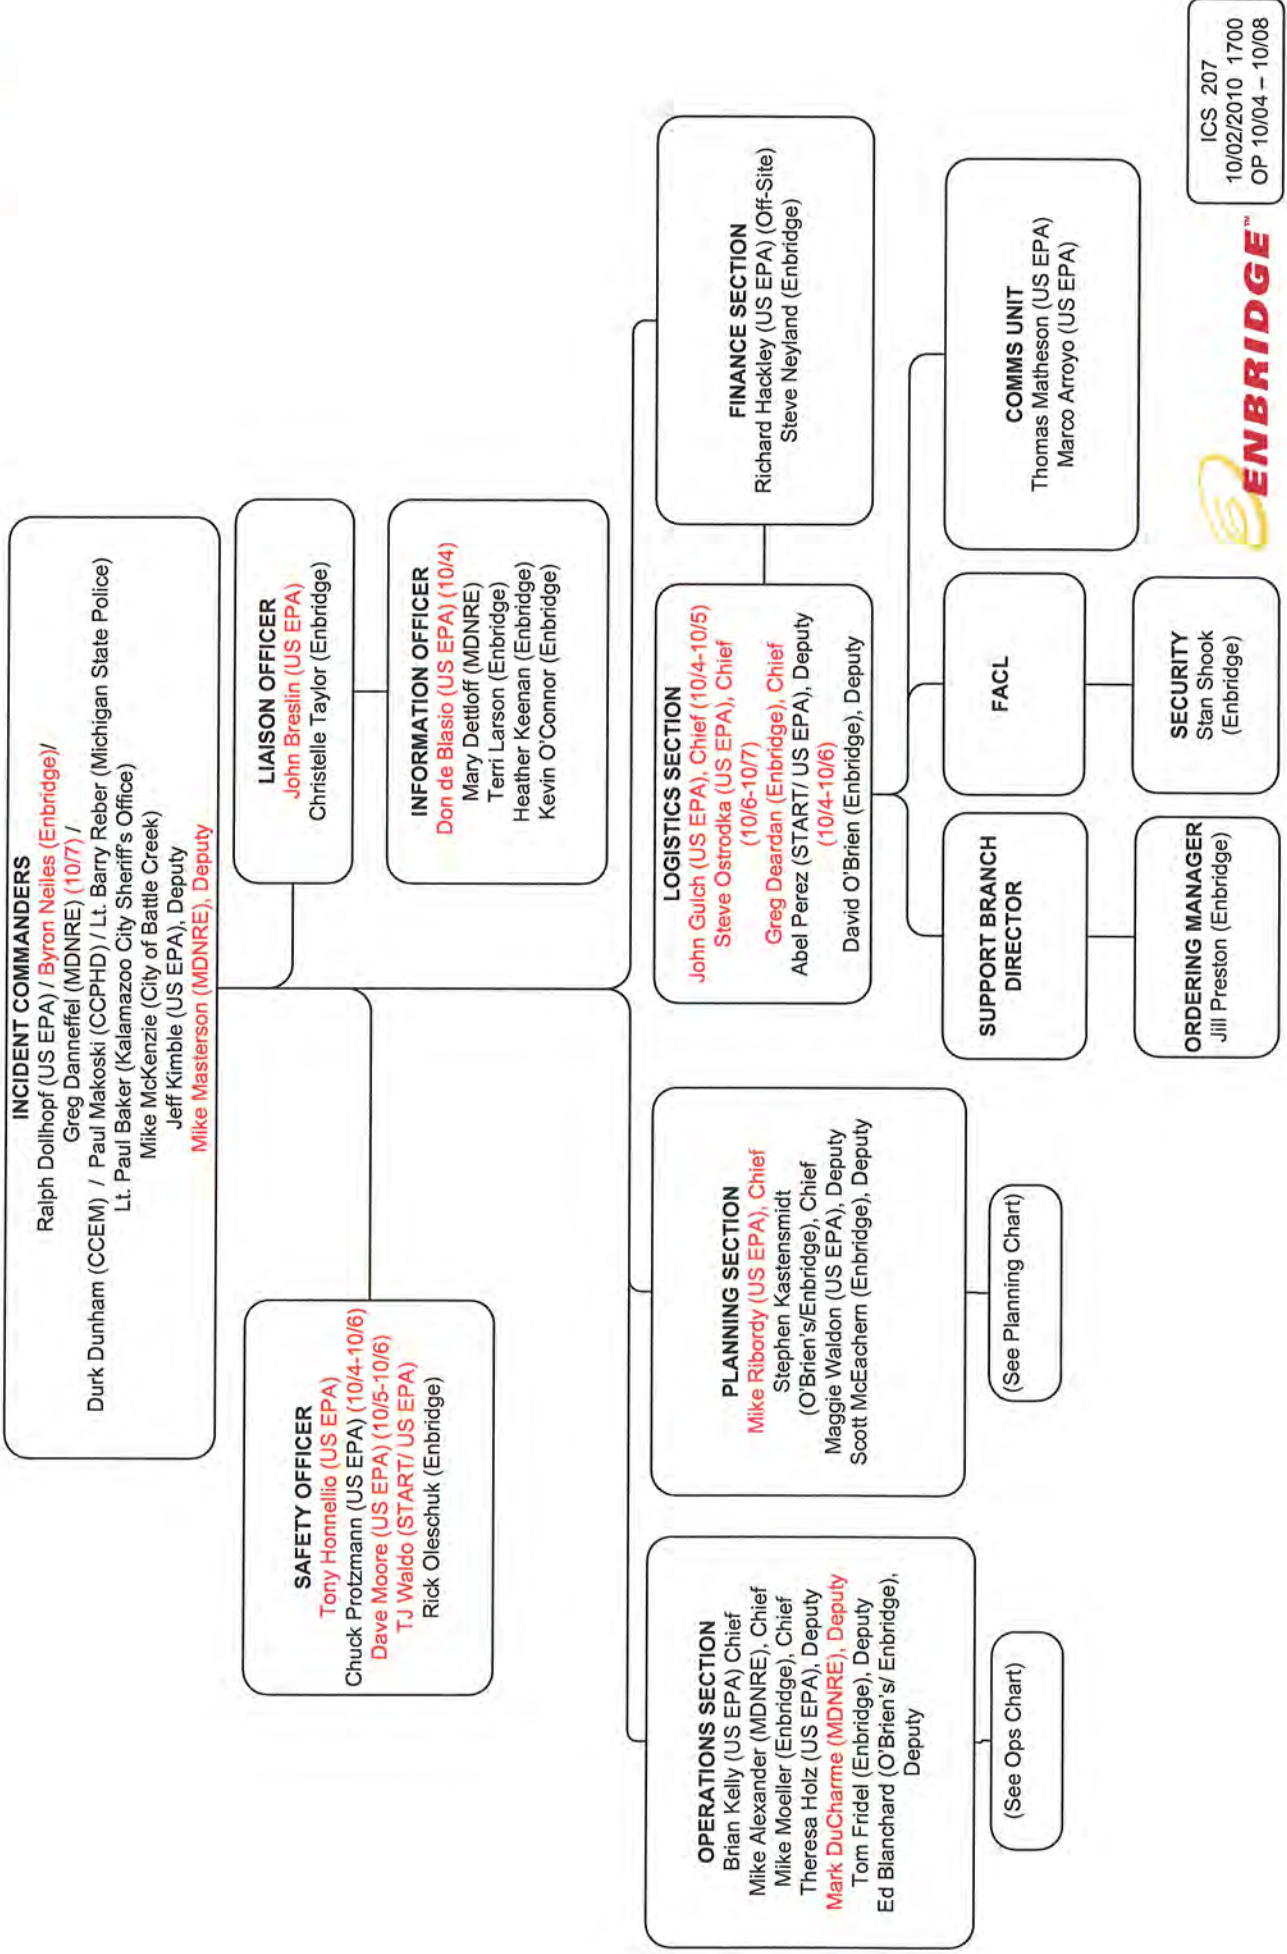 INCIDENT COMMANDERS
Ralph Dollhopf (US EPA) / Byron Neiles (Enbridge)/
Greg Danneffel (MDNRE) (10/7) /
Durk Dunham (CCEM) / Paul Makoski (CCPHD) / Lt. Barry Reber (Michigan State Police)
Lt. Paul Baker (Kalamazoo City Sheriff's Office)
Mike McKenzie (City of Battle Creek)
Jeff Kimble (US EPA), Deputy
Mike Masterson (MDNRE), Deputy
SAFETY OFFICER
Tony Honnellio (US EPA)
Chuck Protzmann (US EPA) (10/4-10/6)
Dave Moore (US EPA) (10/5-10/6)
TJ Waldo (START/ US EPA)
Rick Oleschuk (Enbridge)
LIAISON OFFICER
John Breslin (US EPA)
Christelle Taylor (Enbridge)
INFORMATION OFFICER
Don de Blasio (US EPA) (10/4)
Mary Dettloff (MDNRE)
Terri Larson (Enbridge)
Heather Keenan (Enbridge)
Kevin O'Connor (Enbridge)
OPERATIONS SECTION
Brian Kelly (US EPA) Chief
Mike Alexander (MDNRE), Chief
Mike Moeller (Enbridge), Chief
Theresa Holz (US EPA), Deputy
Mark DuCharme (MDNRE), Deputy
Tom Fridel (Enbridge), Deputy
Ed Blanchard (O'Brien's/ Enbridge),
Deputy
(See Ops Chart)
PLANNING SECTION
Mike Ribordy (US EPA), Chief
Stephen Kastensmidt
(O'Brien's/Enbridge), Chief
Maggie Waldon (US EPA), Deputy
Scott McEachern (Enbridge), Deputy
(See Planning Chart)
LOGISTICS SECTION
John Gulch (US EPA), Chief (10/4-10/5)
Steve Ostrodka (US EPA), Chief
(10/6-10/7)
Greg Deardan (Enbridge), Chief
Abel Perez (START/ US EPA), Deputy
(10/4-10/6)
David O'Brien (Enbridge), Deputy
FINANCE SECTION
Richard Hackley (US EPA) (Off-Site)
Steve Neyland (Enbridge)
SUPPORT BRANCH
DIRECTOR
ORDERING MANAGER
Jill Preston (Enbridge)
FACL
SECURITY
Stan Shook
(Enbridge)
COMMS UNIT
Thomas Matheson (US EPA)
Marco Arroyo (US EPA)
ENBRIDGE™
ICS 207
10/02/2010 1700
OP 10/04 – 10/08